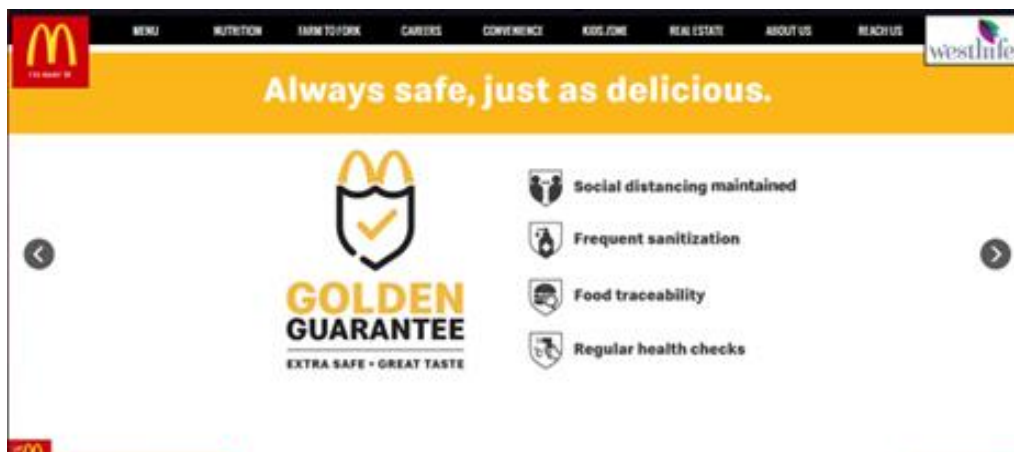 MENU
NUTRITION
FARM TO FORK
CAREERS
CONVENIENCE
KIDS ZONE
REAL ESTATE
ABOUT US
REACH US
westlife
Always safe, just as delicious.
Social distancing maintained
Frequent sanitization
Food traceability
Regular health checks
GOLDEN
GUARANTEE
EXTRA SAFE • GREAT TASTE